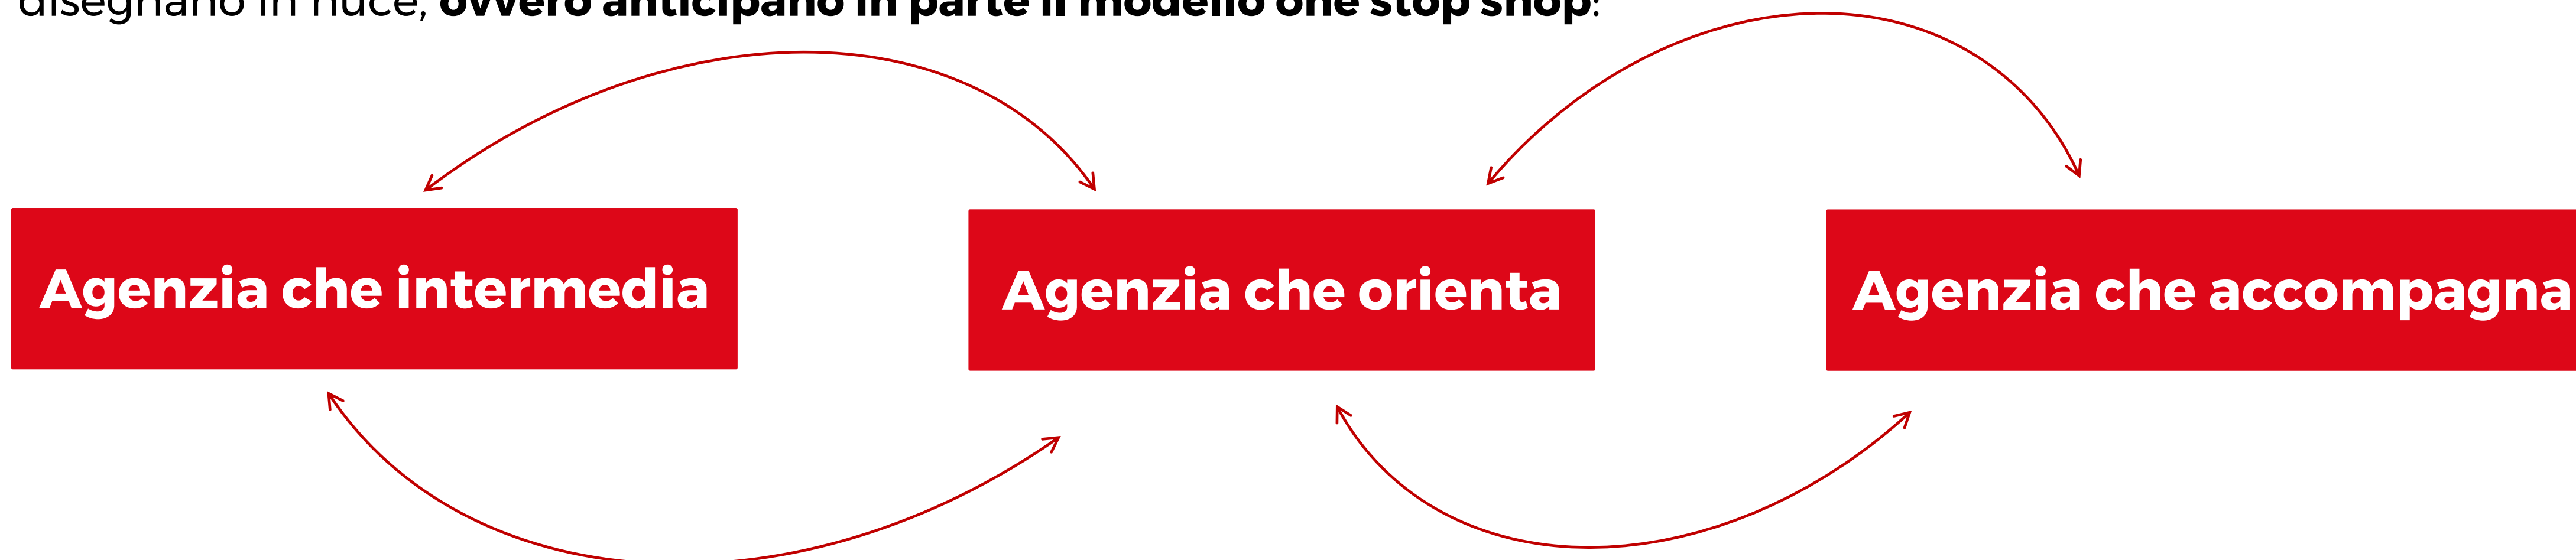 disegnano in nuce, ovvero anticipano in parte il modello one stop shop:
Agenzia che intermedia
Agenzia che orienta
Agenzia che accompagna